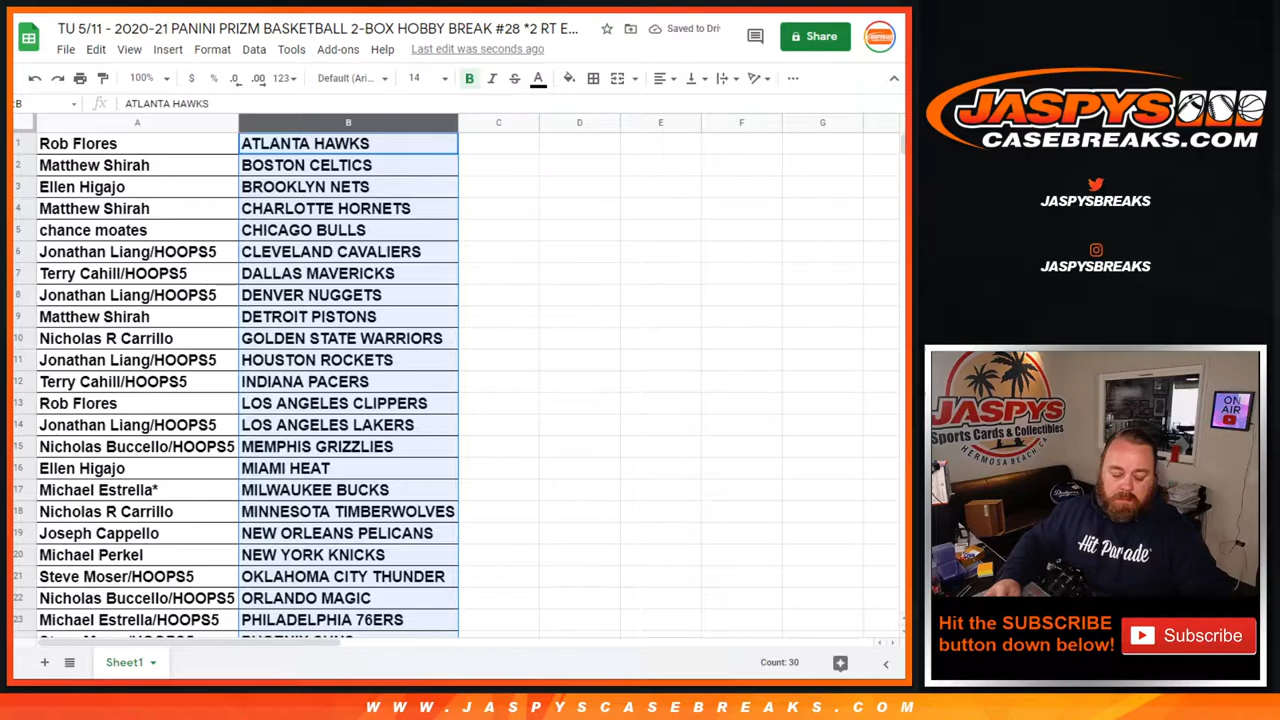 TU 5/11 - 2020-21 PANINI PRIZM BASKETBALL 2-BOX HOBBY BREAK #28 *2 RT E...
Saved to Dri
Share
File Edit View Insert Format Data Tools Add-ons Help Last edit was seconds ago
100% $ % .0 .00 123 Default (Ari... 14 B I S A
:B fx ATLANTA HAWKS
A B C D E F G
1 Rob Flores ATLANTA HAWKS
2 Matthew Shirah BOSTON CELTICS
3 Ellen Higajo BROOKLYN NETS
4 Matthew Shirah CHARLOTTE HORNETS
5 chance moates CHICAGO BULLS
6 Jonathan Liang/HOOPS5 CLEVELAND CAVALIERS
7 Terry Cahill/HOOPS5 DALLAS MAVERICKS
8 Jonathan Liang/HOOPS5 DENVER NUGGETS
9 Matthew Shirah DETROIT PISTONS
10 Nicholas R Carrillo GOLDEN STATE WARRIORS
11 Jonathan Liang/HOOPS5 HOUSTON ROCKETS
12 Terry Cahill/HOOPS5 INDIANA PACERS
13 Rob Flores LOS ANGELES CLIPPERS
14 Jonathan Liang/HOOPS5 LOS ANGELES LAKERS
15 Nicholas Buccello/HOOPS5 MEMPHIS GRIZZLIES
16 Ellen Higajo MIAMI HEAT
17 Michael Estrella* MILWAUKEE BUCKS
18 Nicholas R Carrillo MINNESOTA TIMBERWOLVES
19 Joseph Cappello NEW ORLEANS PELICANS
20 Michael Perkel NEW YORK KNICKS
21 Steve Moser/HOOPS5 OKLAHOMA CITY THUNDER
22 Nicholas Buccello/HOOPS5 ORLANDO MAGIC
23 Michael Estrella/HOOPS5 PHILADELPHIA 76ERS
Steve Moser/HOOPS5 PHOENIX SUNS
Sheet1
Count: 30
JASPYS
CASEBREAKS.COM
JASPYSBREAKS
JASPYSBREAKS
JASPYS
Sports Cards & Collectibles
HERMOSA BEACH, CA
ON AIR
Dodgers
Hit Parade
Hit the SUBSCRIBE
button down below!
Subscribe
WWW.JASPYSCASEBREAKS.COM